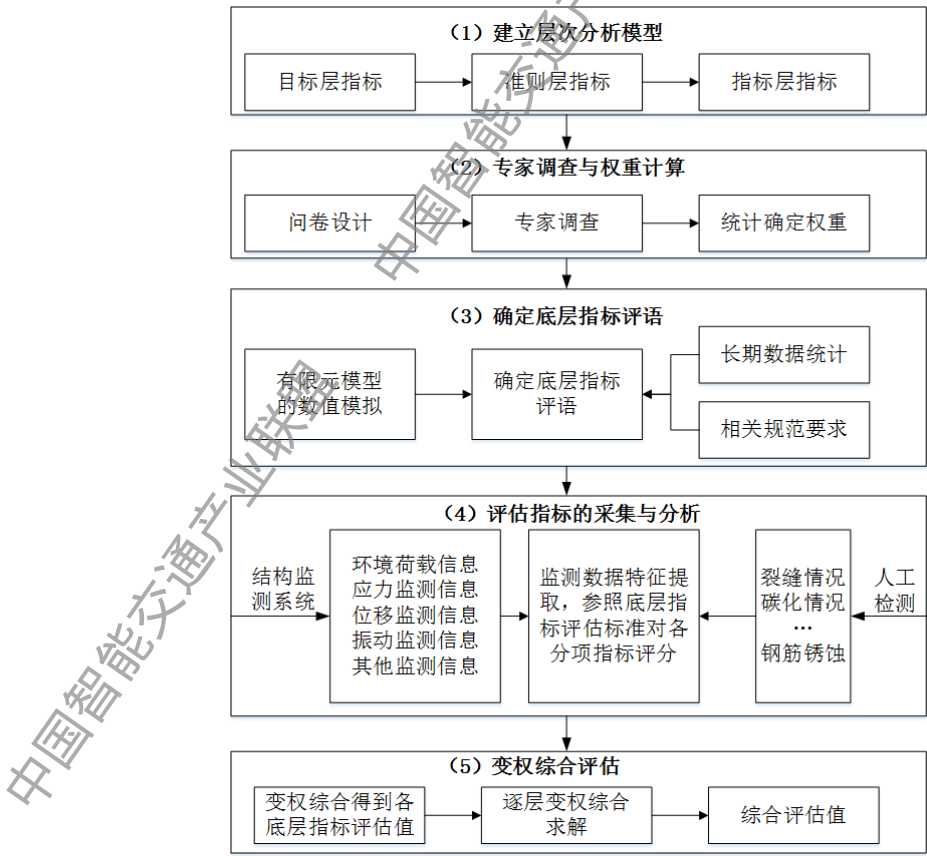 （1）建立层次分析模型
目标层指标
准则层指标
指标层指标
（2）专家调查与权重计算
问卷设计
专家调查
统计确定权重
（3）确定底层指标评语
有限元模型
的数值模拟
确定底层指标
评语
长期数据统计
相关规范要求
（4）评估指标的采集与分析
结构监
测系统
环境荷载信息
应力监测信息
位移监测信息
振动监测信息
其他监测信息
监测数据特征提
取，参照底层指
标评估标准对各
分项指标评分
裂缝情况
碳化情况
…
钢筋锈蚀
人工
检测
（5）变权综合评估
变权综合得到各
底层指标评估值
逐层变权综合
求解
综合评估值
中国智能交通产业联盟
中国智能交通产